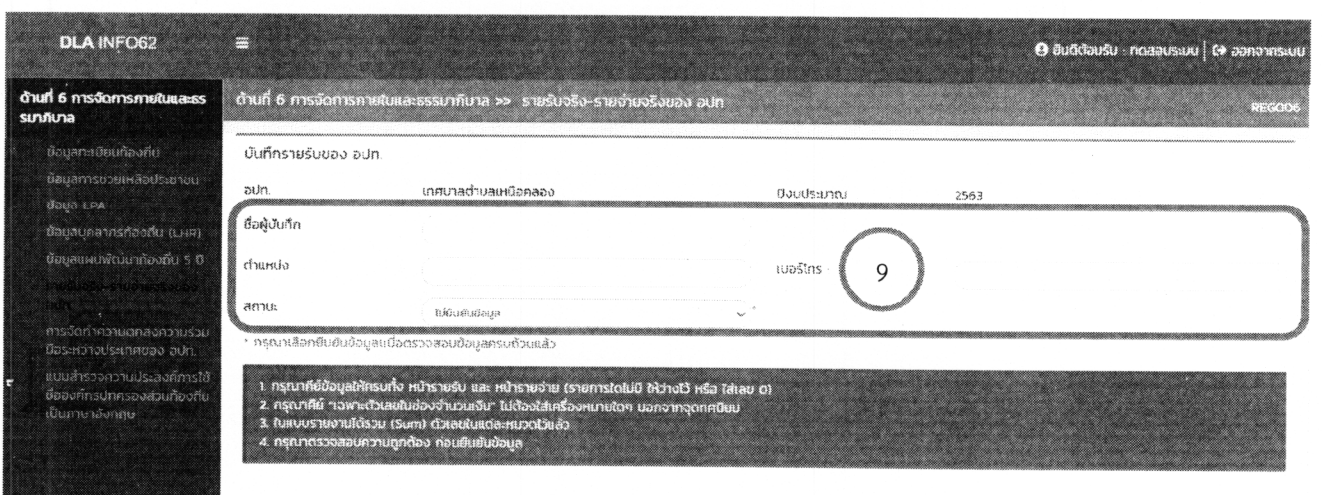 DLA INFO62
ยินดีต้อนรับ : ทดสอบระบบ | ออกจากระบบ
ด้านที่ 6 การจัดการภายในและธรรมาภิบาล >> รายรับจริง-รายจ่ายจริงของ อปท
REG006
ด้านที่ 6 การจัดการภายในและธร
รมาภิบาล
ข้อมูลทะเบียนท้องถิ่น
ข้อมูลการช่วยเหลือประชาชน
ข้อมูล LPA
ข้อมูลบุคลากรท้องถิ่น (LHR)
ข้อมูลแผนพัฒนาท้องถิ่น 5 ปี
รายรับจริง-รายจ่ายจริงของ
อปท.
การจัดทำความตกลงความร่วม
มือระหว่างประเทศของ อปท.
แบบสำรวจความประสงค์การใช้
ชื่อองค์กรปกครองส่วนท้องถิ่น
เป็นภาษาอังกฤษ
บันทึกรายรับของ อปท.
อปท. เทศบาลตำบลเหนือคลอง ปีงบประมาณ 2563
ชื่อผู้บันทึก
ตำแหน่ง เบอร์โทร 9
สถานะ ไม่ยืนยันข้อมูล *
* กรุณาเลือกยืนยันข้อมูลเมื่อตรวจสอบข้อมูลครบถ้วนแล้ว
1. กรุณาคีย์ข้อมูลให้ครบทั้ง หน้ารายรับ และ หน้ารายจ่าย (รายการใดไม่มี ให้ว่างไว้ หรือ ใส่เลข 0)
2. กรุณาคีย์ "เฉพาะตัวเลขในช่องจำนวนเงิน" ไม่ต้องใส่เครื่องหมายใดๆ นอกจากจุดทศนิยม
3. ในแบบรายงานได้รวม (Sum) ตัวเลขในแต่ละหมวดไว้แล้ว
4. กรุณาตรวจสอบความถูกต้อง ก่อนยืนยันข้อมูล